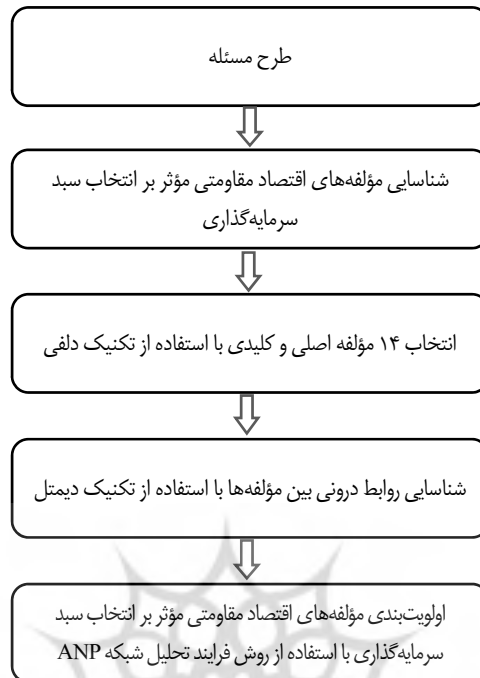 طرح مسئله
شناسایی مؤلفه‌های اقتصاد مقاومتی مؤثر بر انتخاب سبد
سرمایه‌گذاری
انتخاب ۱۴ مؤلفه اصلی و کلیدی با استفاده از تکنیک دلفی
شناسایی روابط درونی بین مؤلفه‌ها با استفاده از تکنیک دیمتل
اولویت‌بندی مؤلفه‌های اقتصاد مقاومتی مؤثر بر انتخاب سبد
سرمایه‌گذاری با استفاده از روش فرایند تحلیل شبکه ANP